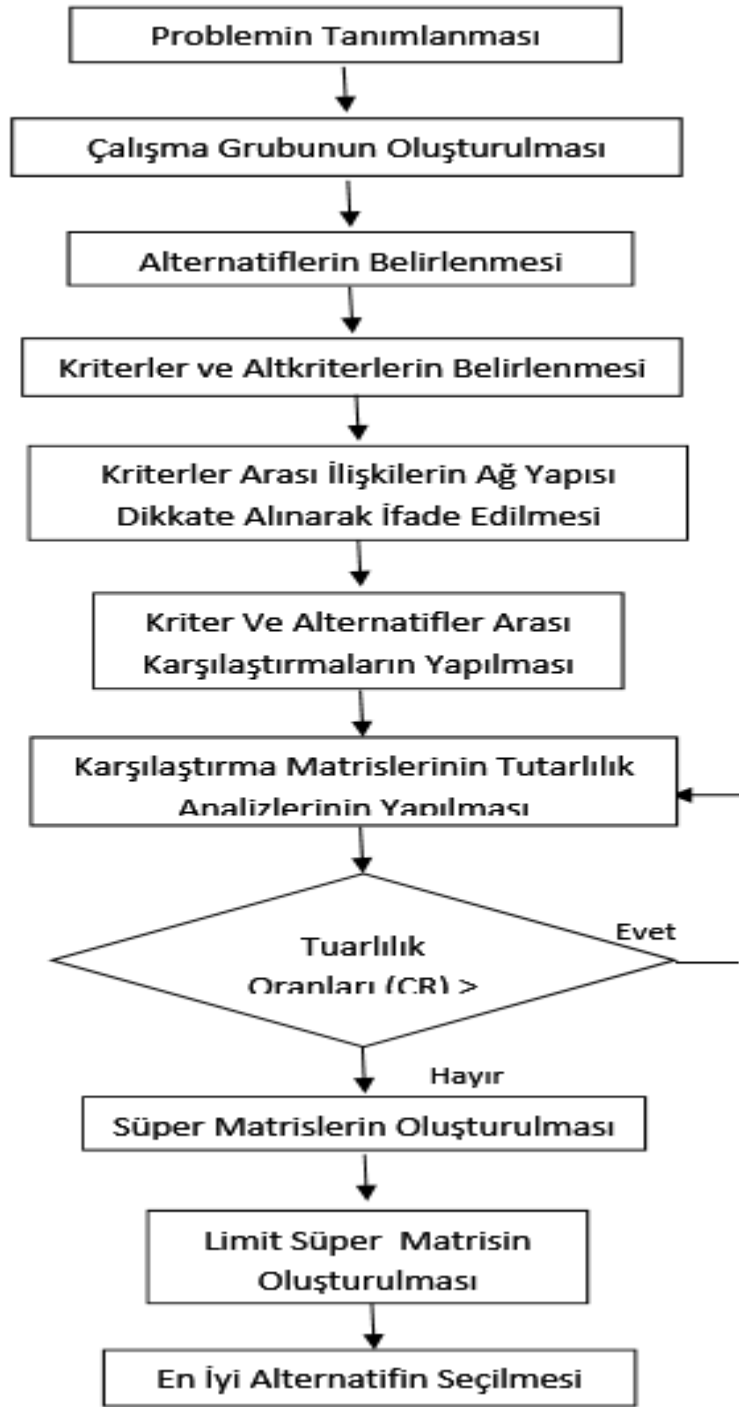 Problemin Tanımlanması
Çalışma Grubunun Oluşturulması
Alternatiflerin Belirlenmesi
Kriterler ve Altkriterlerin Belirlenmesi
Kriterler Arası İlişkilerin Ağ Yapısı
Dikkate Alınarak İfade Edilmesi
Kriter Ve Alternatifler Arası
Karşılaştırmaların Yapılması
Karşılaştırma Matrislerinin Tutarlılık
Analizlerinin Yapılması
Evet
Tuarlılık
Oranları (CR) >
Hayır
Süper Matrislerin Oluşturulması
Limit Süper Matrisin
Oluşturulması
En İyi Alternatifin Seçilmesi